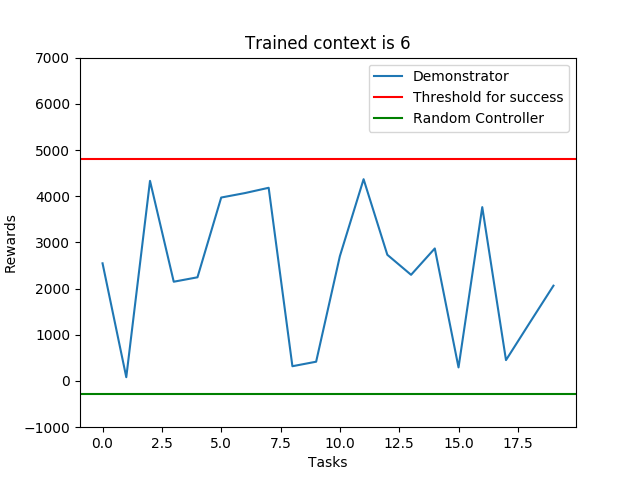 Trained context is 6
7000
6000
5000
4000
3000
2000
1000
0
−1000
Rewards
Demonstrator
Threshold for success
Random Controller
0.0 2.5 5.0 7.5 10.0 12.5 15.0 17.5
Tasks